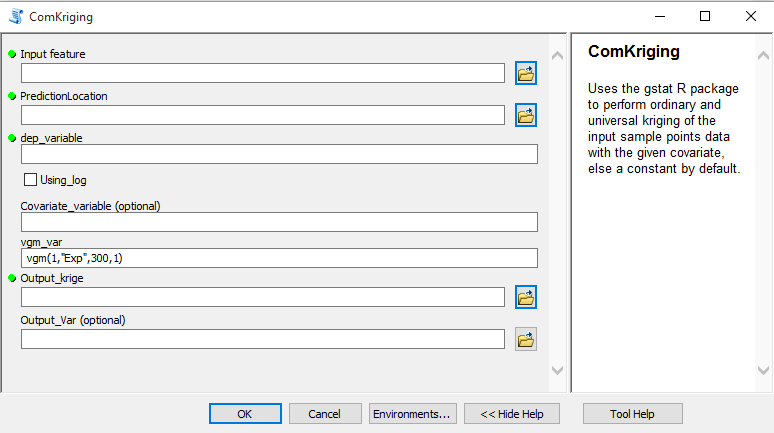 ComKriging
Input feature
PredictionLocation
dep_variable
Using_log
Covariate_variable (optional)
vgm_var
vgm(1,"Exp",300,1)
Output_krige
Output_Var (optional)
ComKriging
Uses the gstat R package
to perform ordinary and
universal kriging of the
input sample points data
with the given covariate,
else a constant by default.
OK
Cancel
Environments...
<< Hide Help
Tool Help